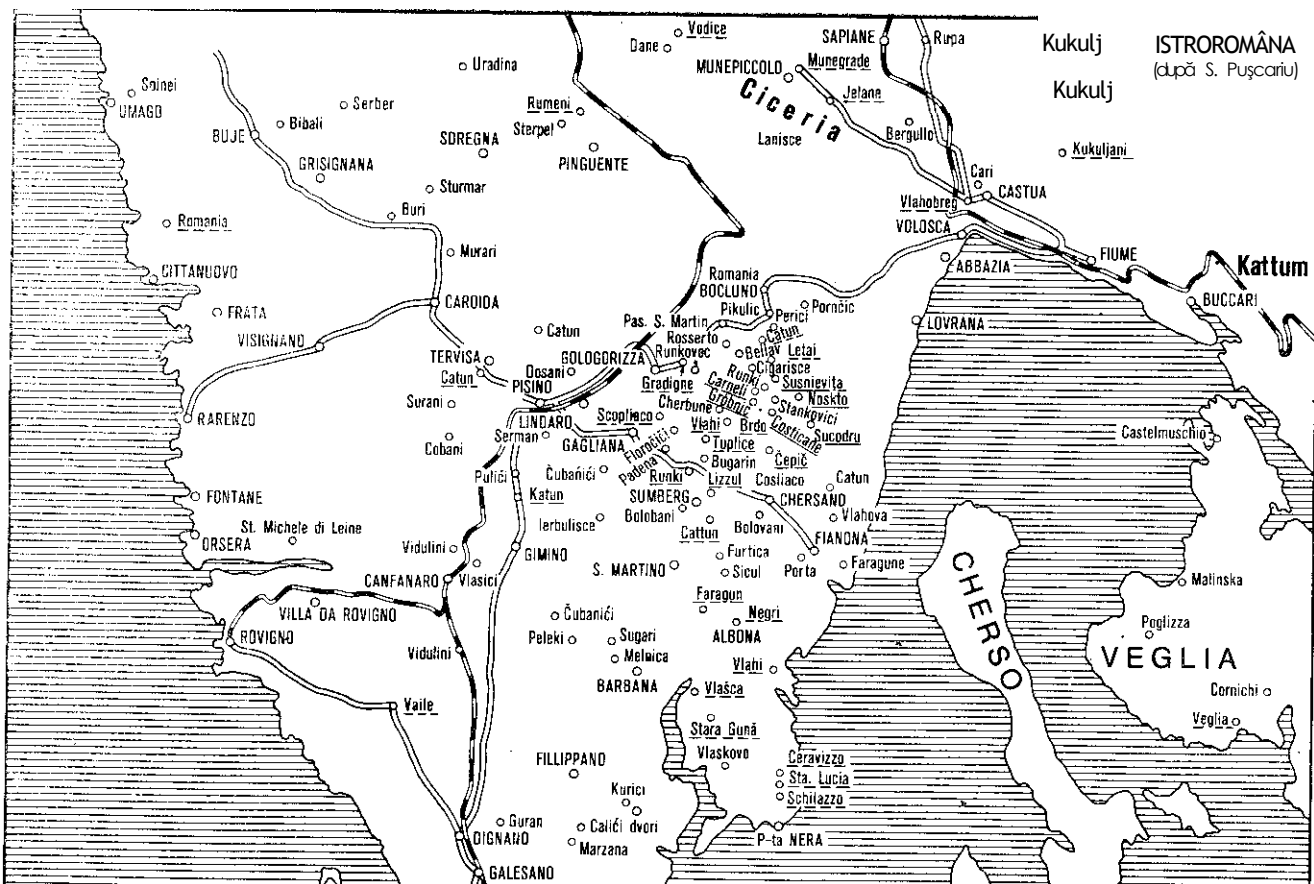 Kukulj
ISTROROMÂNA
(după S. Pușcariu)
Kukulj
Vodice
Dane
SAPIANE
Rupa
Uradina
MUNEPICCOLO
Munegrade
Soinei
UMAGO
Serber
Rumeni
Sterpel
Jelane
Ciceria
Bibali
BUJE
SDREGNA
PINGUENTE
Lanisce
Bergullo
Kukuljani
GRISIGNANA
Sturmar
Cari
CASTUA
Buri
Vlahobreg
Romania
VOLOSCA
Murari
ABBAZIA
FIUME
Kattum
CITTANUOVO
Romania
BOCLUNO
BUCCARI
CAROIDA
FRATA
Pornčic
Pikulic
Perici
LOVRANA
Catun
Pas. S. Martin
Rosserto
Catun
VISIGNANO
TERVISA
Catun
GOLOGORIZZA
Runkovec
Bellav
Letai
Dosani
Gradigne
Cigarisce
PISINO
Runki
Susnievita
Carneli
Noskto
Surani
Grobnic
RARENZO
LINDARO
Scopliaco
Cherbune
Stankovici
Costicane
Serman
GAGLIANA
Vlahi
Brdo
Sucodru
Castelmuschio
Cobani
Floročići
Tuplice
Padena
Čubanići
Bugarin
Čepič
Pulići
Runki
Lizzul
Cosliaco
Catun
FONTANE
Katun
SUMBERG
CHERSANO
Bolobani
Vlahova
St. Michele di Leine
Ierbulisce
Cattun
Bolovani
ORSERA
Vidulini
GIMINO
Furtica
FIANONA
CANFANARO
Vlasici
S. MARTINO
Sicul
Porta
Faragune
Malinska
VILLA DA ROVIGNO
Čubanići
Faragun
Negri
CHERSO
ROVIGNO
Peleki
Sugari
ALBONA
Poglizza
Vidulini
Melnica
VEGLIA
BARBANA
Vlahi
Vaile
Vlašca
Cornichi
Stara Gună
Veglia
Vlaskovo
FILLIPPANO
Ceravizzo
Sta. Lucia
Kurici
Schilazzo
Guran
Calići dvori
DIGNANO
Marzana
P-ta NERA
GALESANO